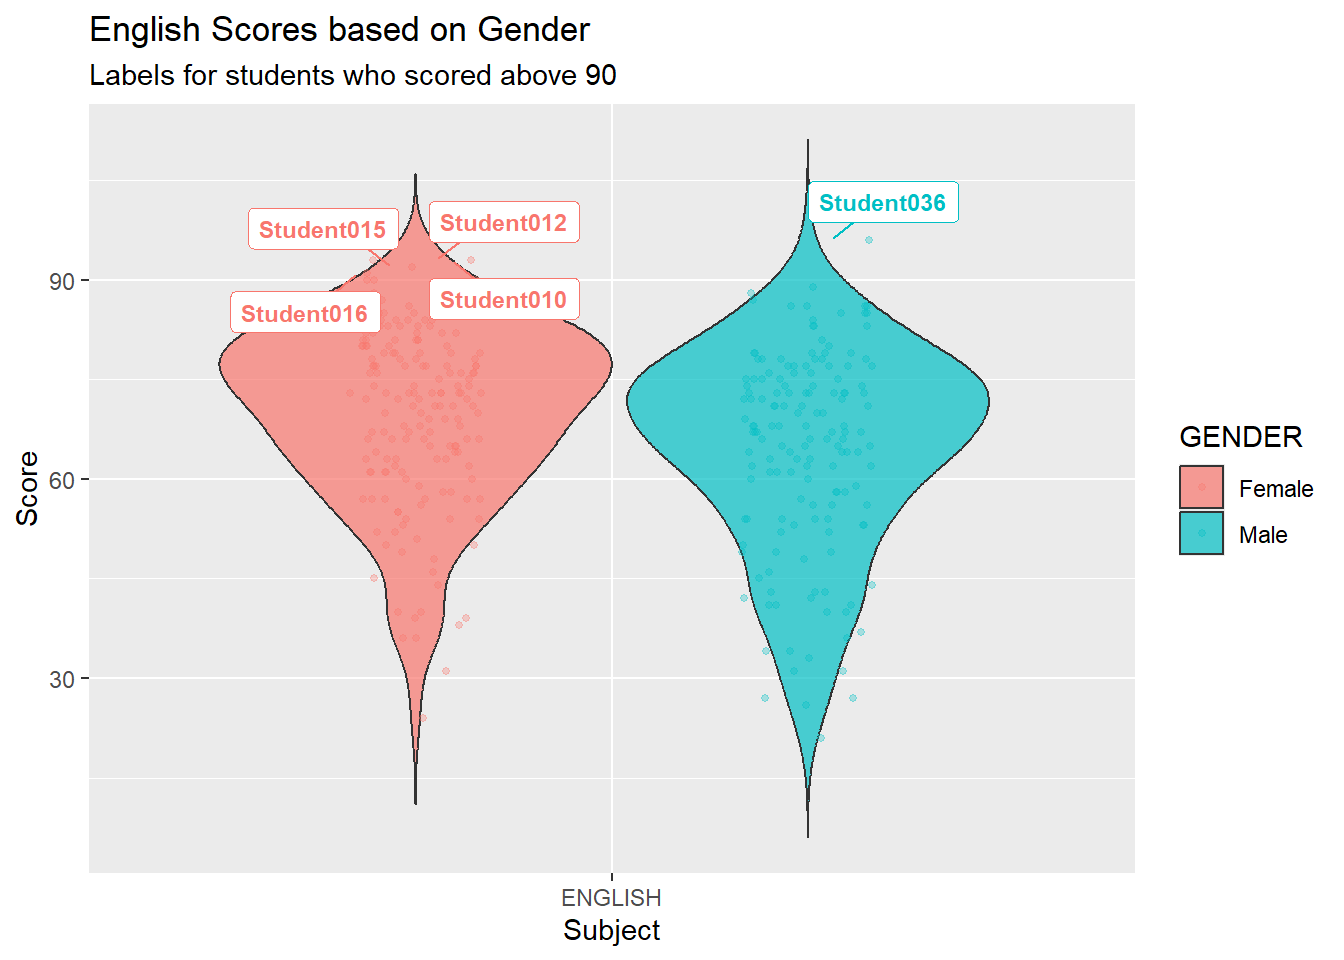 English Scores based on Gender
Labels for students who scored above 90
Student036
Student012
Student015
90
Student010
Student016
GENDER
Score
60
Female
Male
30
ENGLISH
Subject